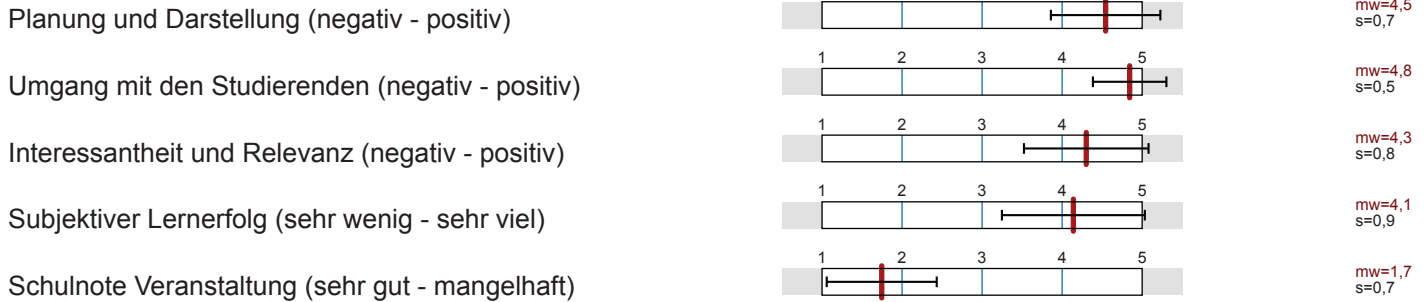 Planung und Darstellung (negativ - positiv)
mw=4,5
s=0,7
Umgang mit den Studierenden (negativ - positiv)
1 2 3 4 5
mw=4,8
s=0,5
Interessantheit und Relevanz (negativ - positiv)
1 2 3 4 5
mw=4,3
s=0,8
Subjektiver Lernerfolg (sehr wenig - sehr viel)
1 2 3 4 5
mw=4,1
s=0,9
Schulnote Veranstaltung (sehr gut - mangelhaft)
1 2 3 4 5
mw=1,7
s=0,7